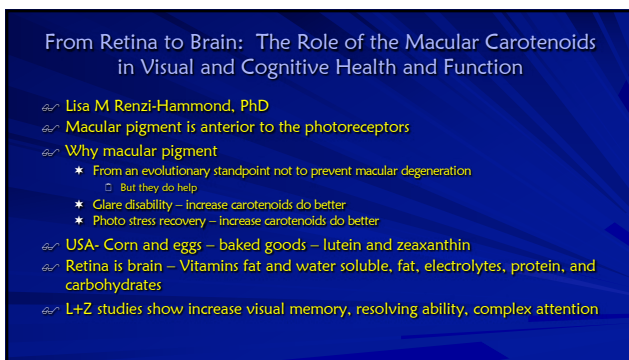 From Retina to Brain:  The Role of the Macular Carotenoids
in Visual and Cognitive Health and Function
Lisa M Renzi-Hammond, PhD
Macular pigment is anterior to the photoreceptors
Why macular pigment
From an evolutionary standpoint not to prevent macular degeneration
But they do help
Glare disability – increase carotenoids do better
Photo stress recovery – increase carotenoids do better
USA- Corn and eggs – baked goods – lutein and zeaxanthin
Retina is brain – Vitamins fat and water soluble, fat, electrolytes, protein, and
carbohydrates
L+Z studies show increase visual memory, resolving ability, complex attention